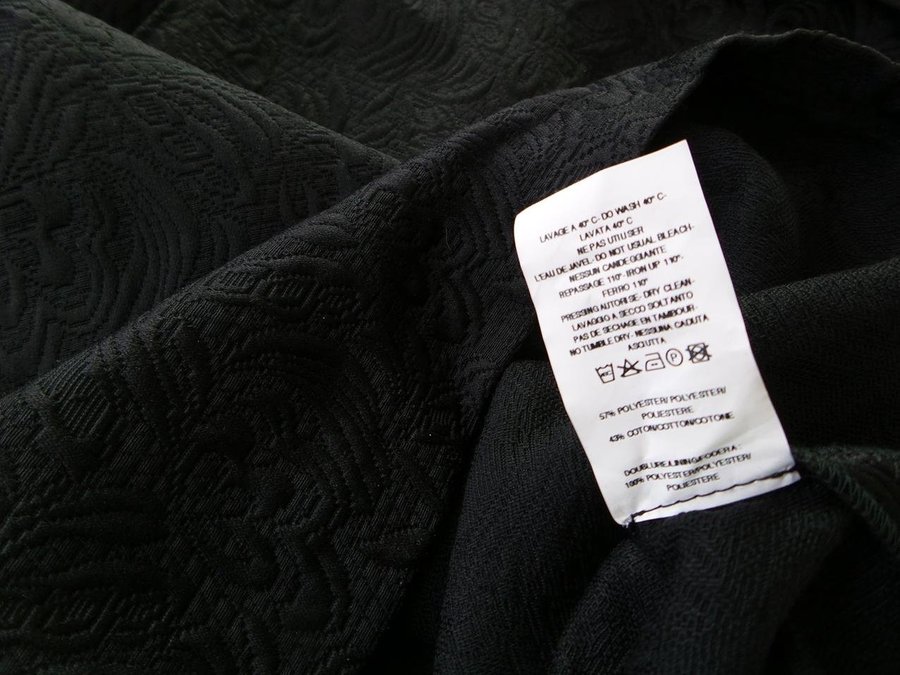 LAVAGE A 40° C- DO WASH 40° C-
LAVATA 40° C
NE PAS UTIUSER
L'EAU DE JAVEL- DO NOT USUAL BLEACH-
NESSUN CANDEGGIANTE
REPASSAGE 110°- IRON UP 110°-
FERRO 110°
PRESSING AUTORISE- DRY CLEAN-
LAVAGGIO A SECCO SOLTANTO
PAS DE SECHAGE EN TAMBOUR-
NO TUMBLE DRY- NESSUNA CADUTA
ASCIUTTA
57% POLYESTER/ POLYESTER/
POLIESTERE
43% COTON/COTTON/COTONE
DOUBLURE/LINING/FODERA :
100% POLYESTER/POLYESTER/
POLIESTERE